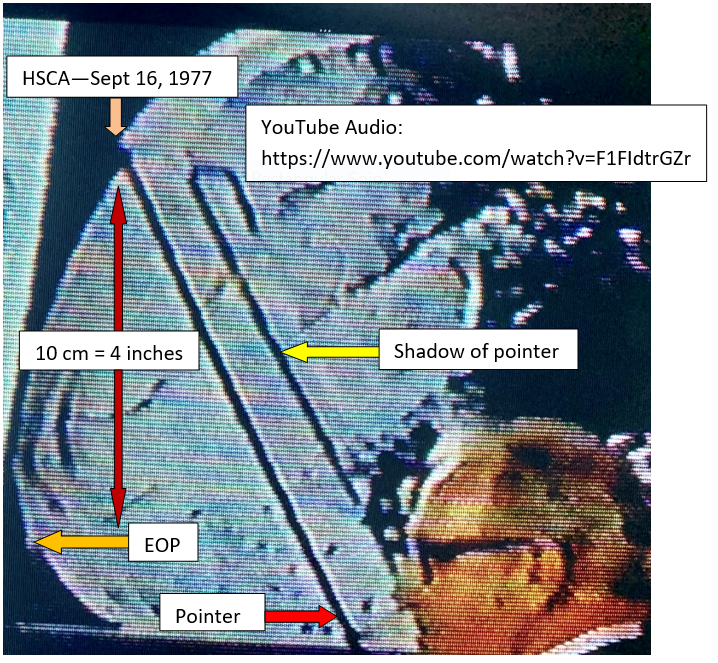 HSCA—Sept 16, 1977
YouTube Audio:
https://www.youtube.com/watch?v=F1FIdtrGZr
10 cm = 4 inches
Shadow of pointer
EOP
Pointer